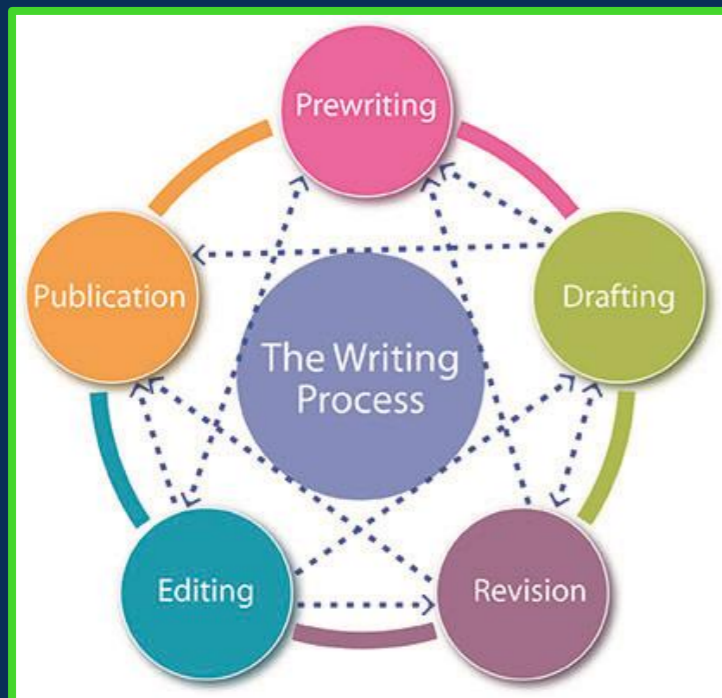 Prewriting
Publication
Drafting
The Writing
Process
Editing
Revision